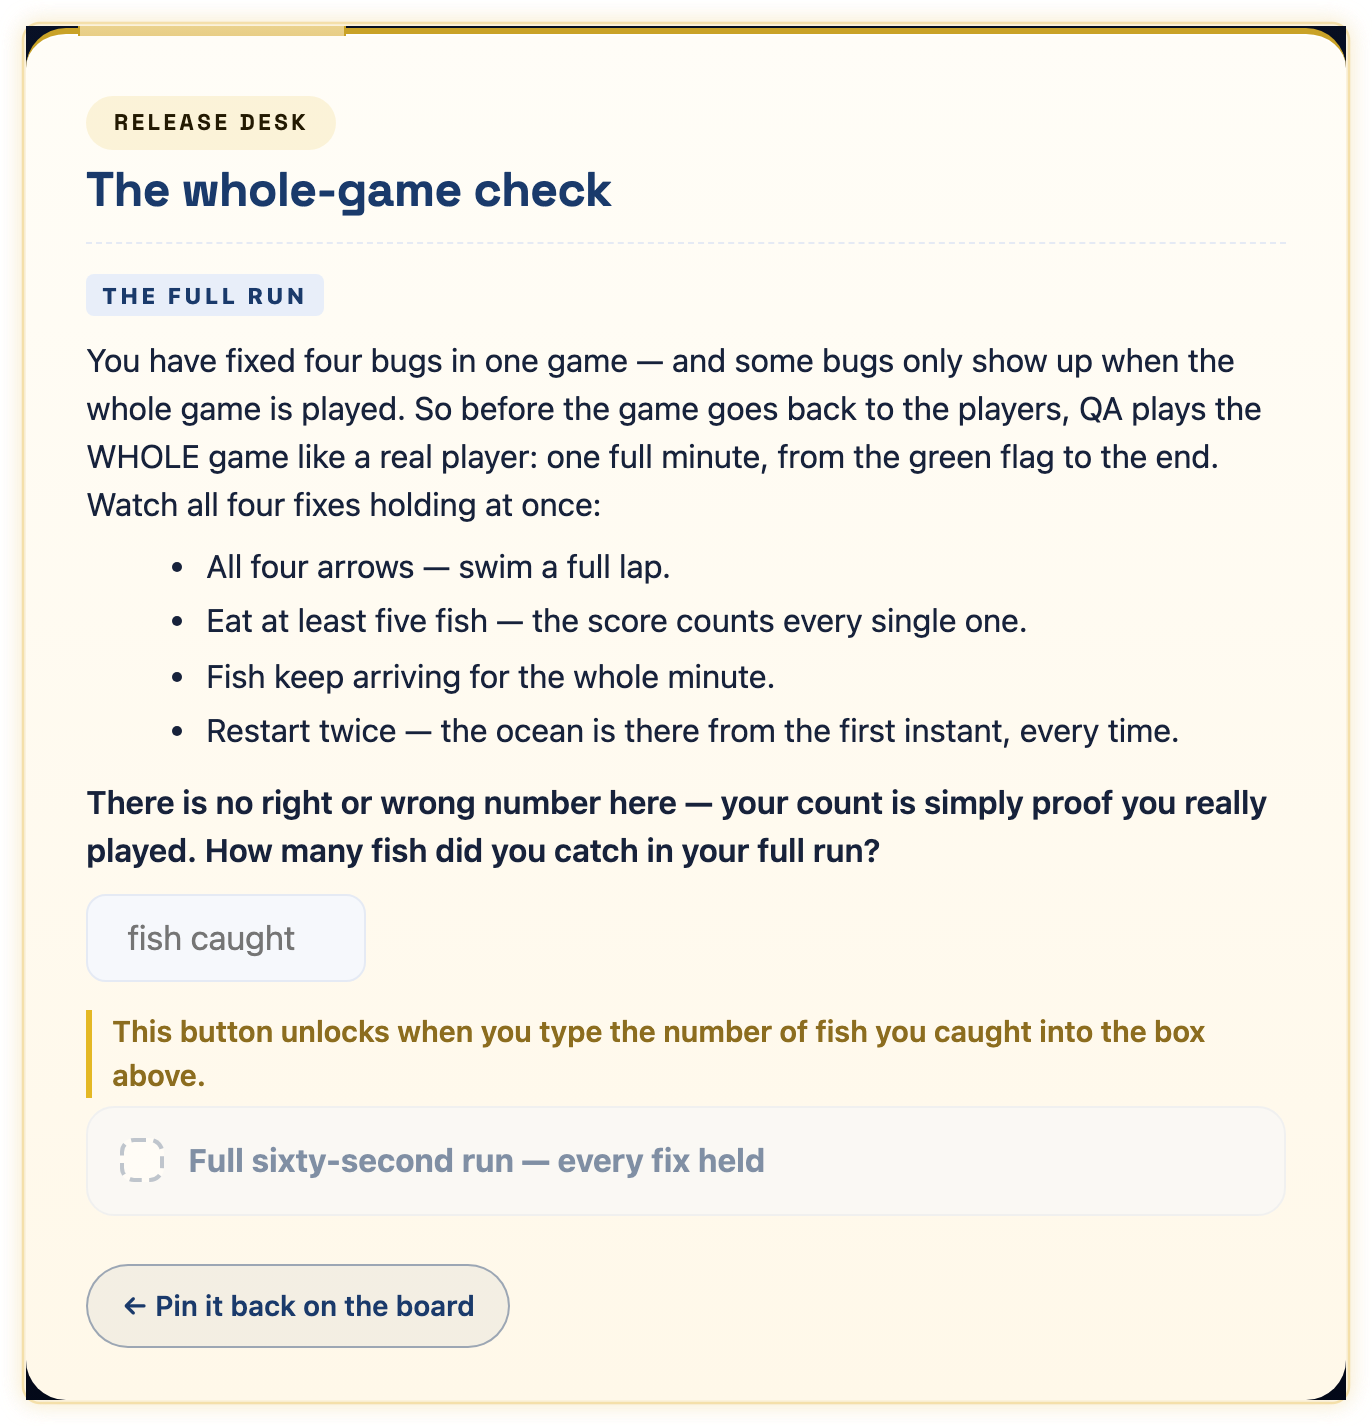 RELEASE DESK
The whole-game check
THE FULL RUN
You have fixed four bugs in one game — and some bugs only show up when the
whole game is played. So before the game goes back to the players, QA plays the
WHOLE game like a real player: one full minute, from the green flag to the end.
Watch all four fixes holding at once:
• All four arrows — swim a full lap.
• Eat at least five fish — the score counts every single one.
• Fish keep arriving for the whole minute.
• Restart twice — the ocean is there from the first instant, every time.
There is no right or wrong number here — your count is simply proof you really
played. How many fish did you catch in your full run?
fish caught
This button unlocks when you type the number of fish you caught into the box
above.
Full sixty-second run — every fix held
← Pin it back on the board